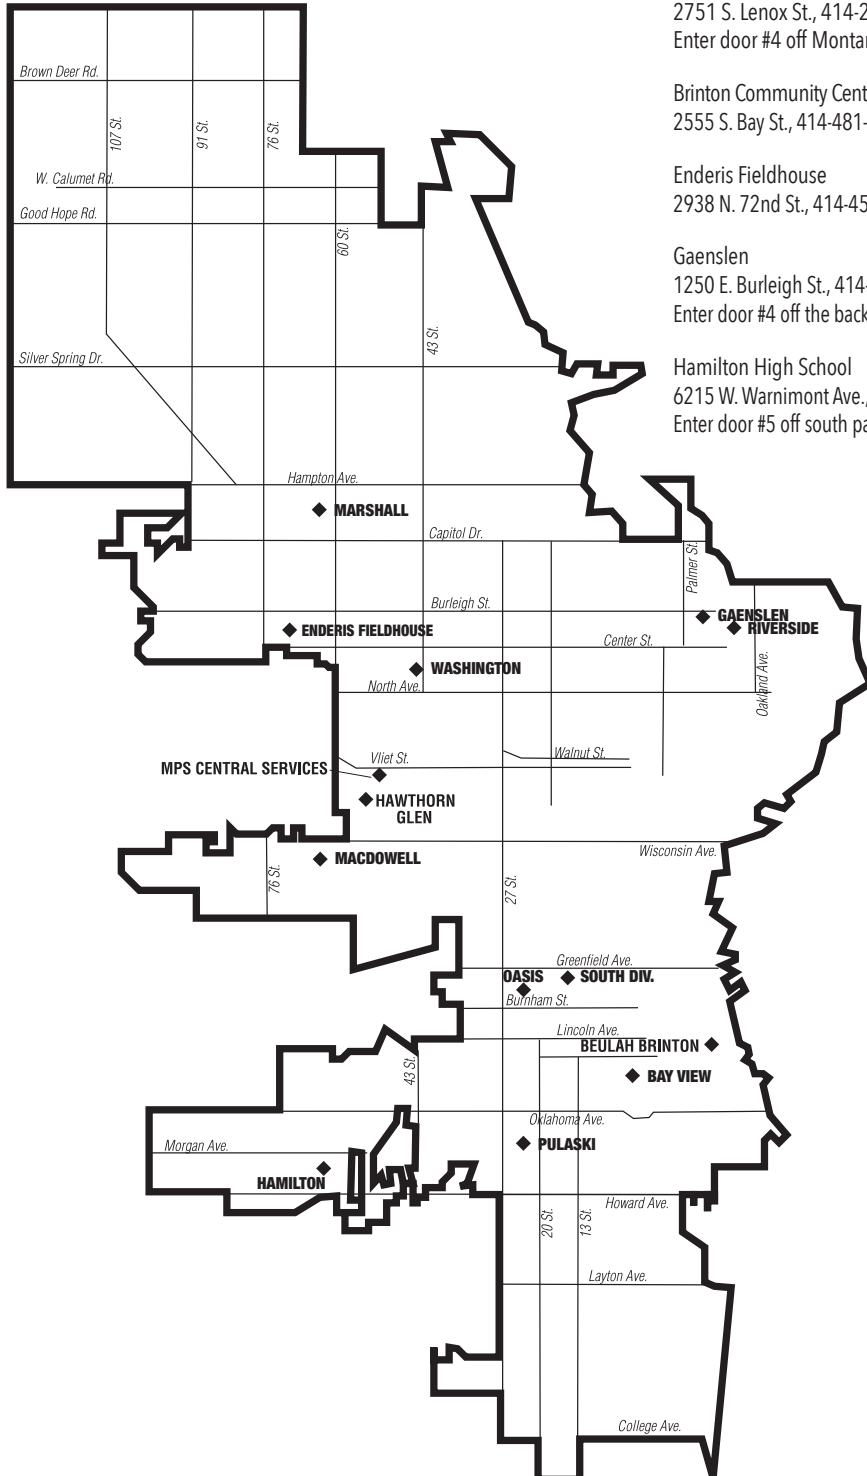 2751 S. Lenox St., 414-2
Enter door #4 off Montar
Brinton Community Cent
2555 S. Bay St., 414-481-
Enderis Fieldhouse
2938 N. 72nd St., 414-45
Gaenslen
1250 E. Burleigh St., 414-
Enter door #4 off the back
Hamilton High School
6215 W. Warnimont Ave.,
Enter door #5 off south pa
Brown Deer Rd.
107 St.
91 St.
76 St.
W. Calumet Rd.
Good Hope Rd.
60 St.
43 St.
Silver Spring Dr.
Hampton Ave.
MARSHALL
Capitol Dr.
Palmer St.
Burleigh St.
GAENSLEN
RIVERSIDE
ENDERIS FIELDHOUSE
Center St.
WASHINGTON
Oakland Ave.
North Ave.
Walnut St.
Vliet St.
MPS CENTRAL SERVICES
HAWTHORN
GLEN
Wisconsin Ave.
MACDOWELL
76 St.
27 St.
Greenfield Ave.
OASIS
SOUTH DIV.
Burnham St.
Lincoln Ave.
BEULAH BRINTON
43 St.
BAY VIEW
Oklahoma Ave.
Morgan Ave.
PULASKI
HAMILTON
Howard Ave.
20 St.
13 St.
Layton Ave.
College Ave.